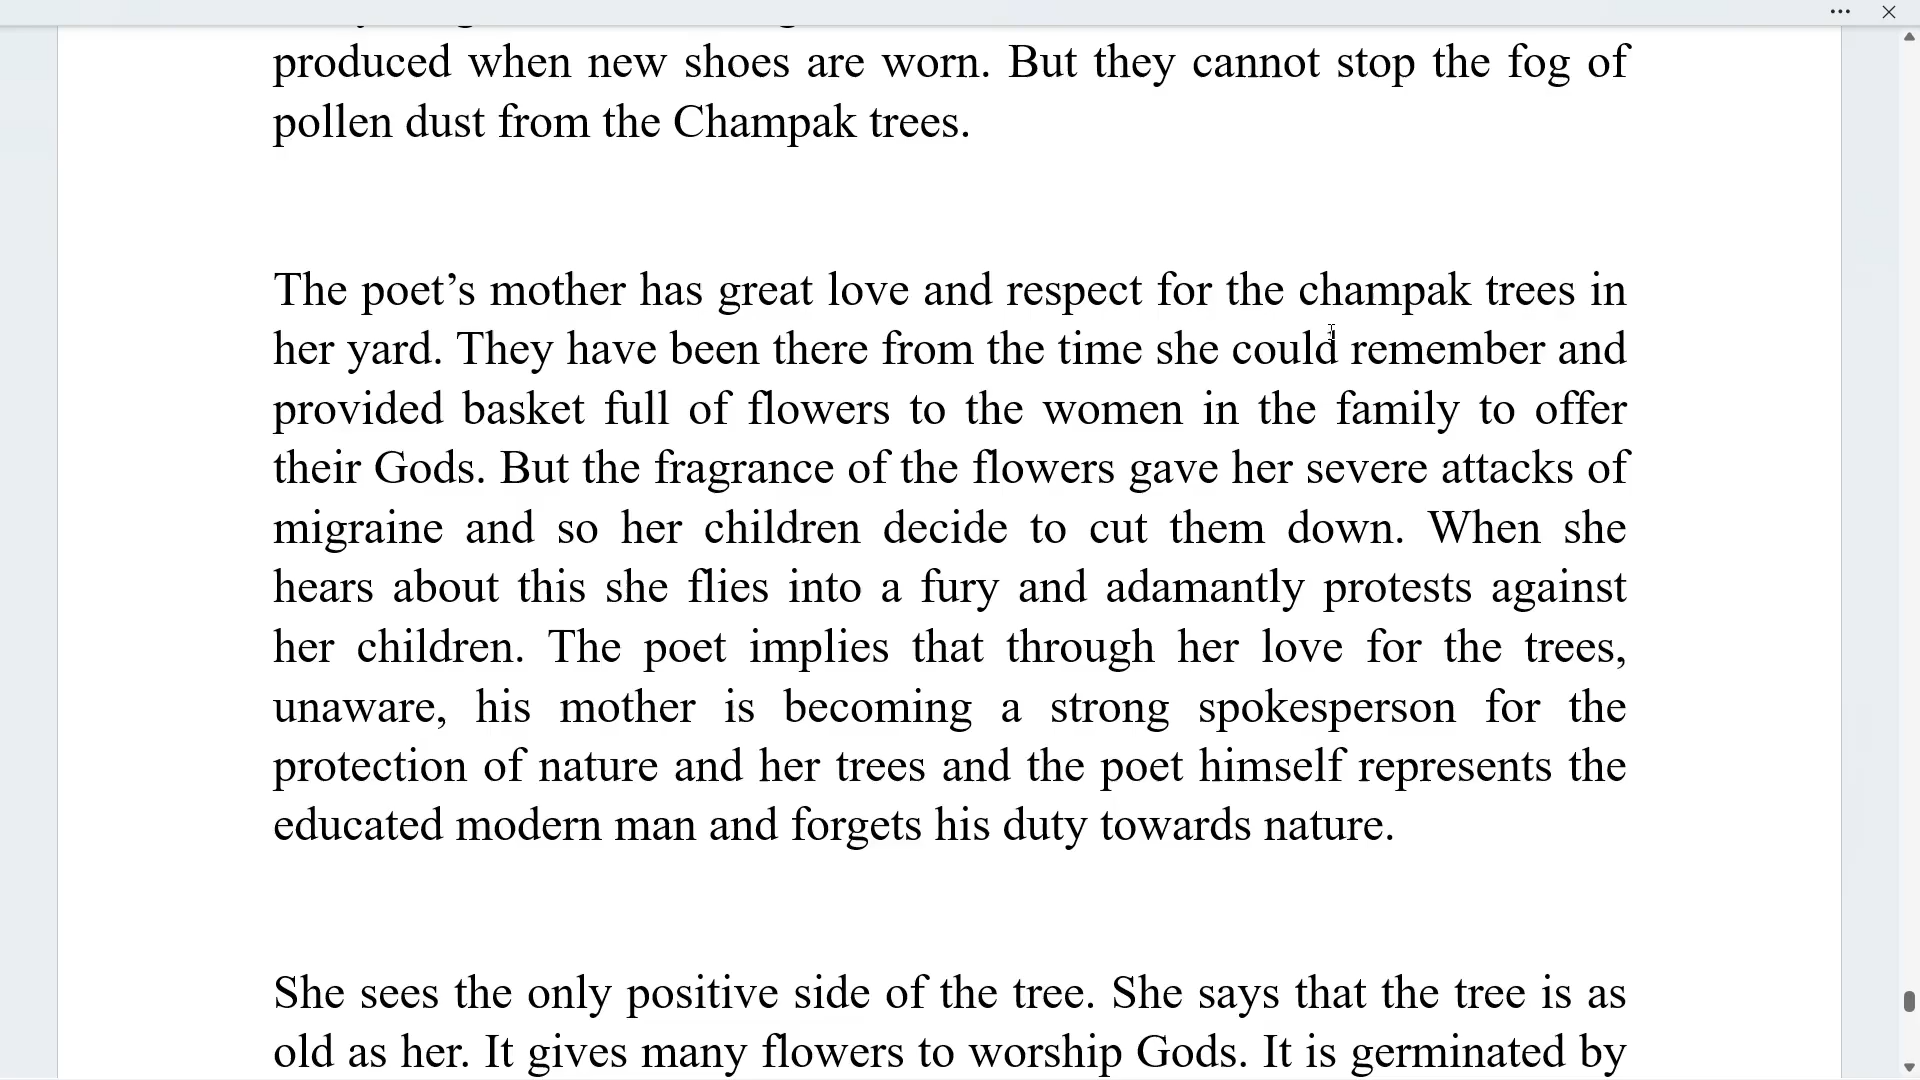 produced when new shoes are worn. But they cannot stop the fog of
pollen dust from the Champak trees.
The poet’s mother has great love and respect for the champak trees in
her yard. They have been there from the time she could remember and
provided basket full of flowers to the women in the family to offer
their Gods. But the fragrance of the flowers gave her severe attacks of
migraine and so her children decide to cut them down. When she
hears about this she flies into a fury and adamantly protests against
her children. The poet implies that through her love for the trees,
unaware, his mother is becoming a strong spokesperson for the
protection of nature and her trees and the poet himself represents the
educated modern man and forgets his duty towards nature.
She sees the only positive side of the tree. She says that the tree is as
old as her. It gives many flowers to worship Gods. It is germinated by